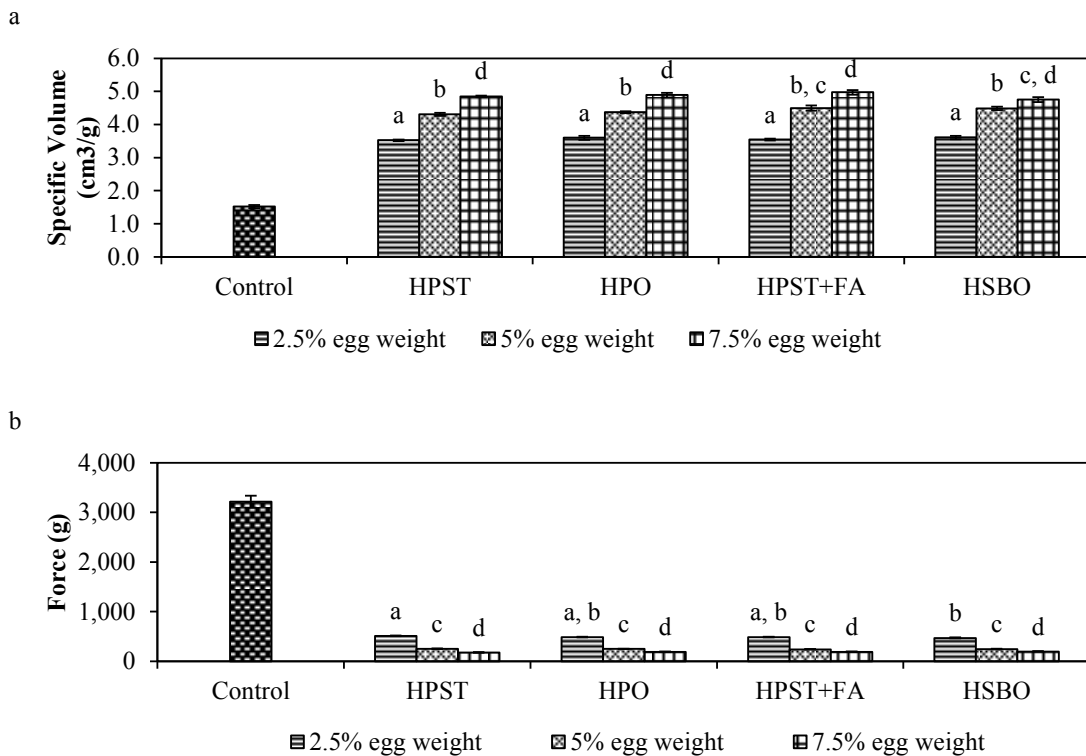 a
Specific Volume
(cm3/g)
6.0
5.0
4.0
3.0
2.0
1.0
0.0
a b d
a b d
a b, c d
a b c, d
Control HPST HPO HPST+FA HSBO
2.5% egg weight 5% egg weight 7.5% egg weight
b
Force (g)
4,000
3,000
2,000
1,000
0
a c d
a, b c d
a, b c d
b c d
Control HPST HPO HPST+FA HSBO
2.5% egg weight 5% egg weight 7.5% egg weight